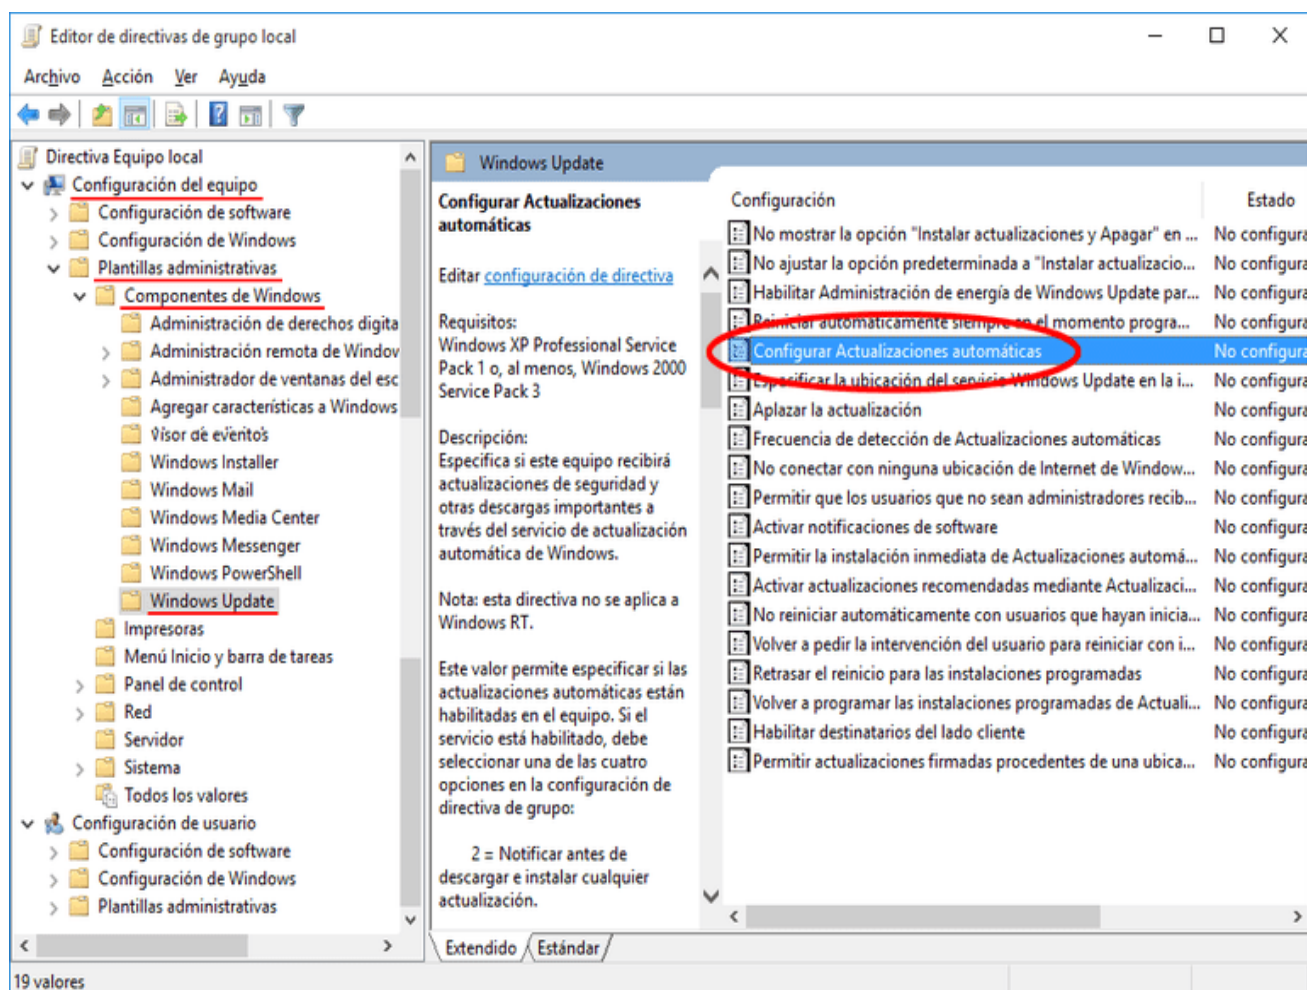 Editor de directivas de grupo local
Archivo Acción Ver Ayuda
Directiva Equipo local
Configuración del equipo
Configuración de software
Configuración de Windows
Plantillas administrativas
Componentes de Windows
Administración de derechos digita
Administración remota de Window
Administrador de ventanas del esc
Agregar características a Windows
Visor de eventos
Windows Installer
Windows Mail
Windows Media Center
Windows Messenger
Windows PowerShell
Windows Update
Impresoras
Menú Inicio y barra de tareas
Panel de control
Red
Servidor
Sistema
Todos los valores
Configuración de usuario
Configuración de software
Configuración de Windows
Plantillas administrativas
Windows Update
Configurar Actualizaciones
automáticas
Editar configuración de directiva
Requisitos:
Windows XP Professional Service
Pack 1 o, al menos, Windows 2000
Service Pack 3
Descripción:
Especifica si este equipo recibirá
actualizaciones de seguridad y
otras descargas importantes a
través del servicio de actualización
automática de Windows.
Nota: esta directiva no se aplica a
Windows RT.
Este valor permite especificar si las
actualizaciones automáticas están
habilitadas en el equipo. Si el
servicio está habilitado, debe
seleccionar una de las cuatro
opciones en la configuración de
directiva de grupo:
2 = Notificar antes de
descargar e instalar cualquier
actualización.
Configuración Estado
No mostrar la opción "Instalar actualizaciones y Apagar" en ... No configura
No ajustar la opción predeterminada a "Instalar actualizacio... No configura
Habilitar Administración de energía de Windows Update par... No configura
Reiniciar automáticamente siempre en el momento progra... No configura
Configurar Actualizaciones automáticas No configura
Especificar la ubicación del servicio Windows Update en la i... No configura
Aplazar la actualización No configura
Frecuencia de detección de Actualizaciones automáticas No configura
No conectar con ninguna ubicación de Internet de Window... No configura
Permitir que los usuarios que no sean administradores recib... No configura
Activar notificaciones de software No configura
Permitir la instalación inmediata de Actualizaciones automá... No configura
Activar actualizaciones recomendadas mediante Actualizaci... No configura
No reiniciar automáticamente con usuarios que hayan inicia... No configura
Volver a pedir la intervención del usuario para reiniciar con i... No configura
Retrasar el reinicio para las instalaciones programadas No configura
Volver a programar las instalaciones programadas de Actuali... No configura
Habilitar destinatarios del lado cliente No configura
Permitir actualizaciones firmadas procedentes de una ubica... No configura
Extendido Estándar
19 valores